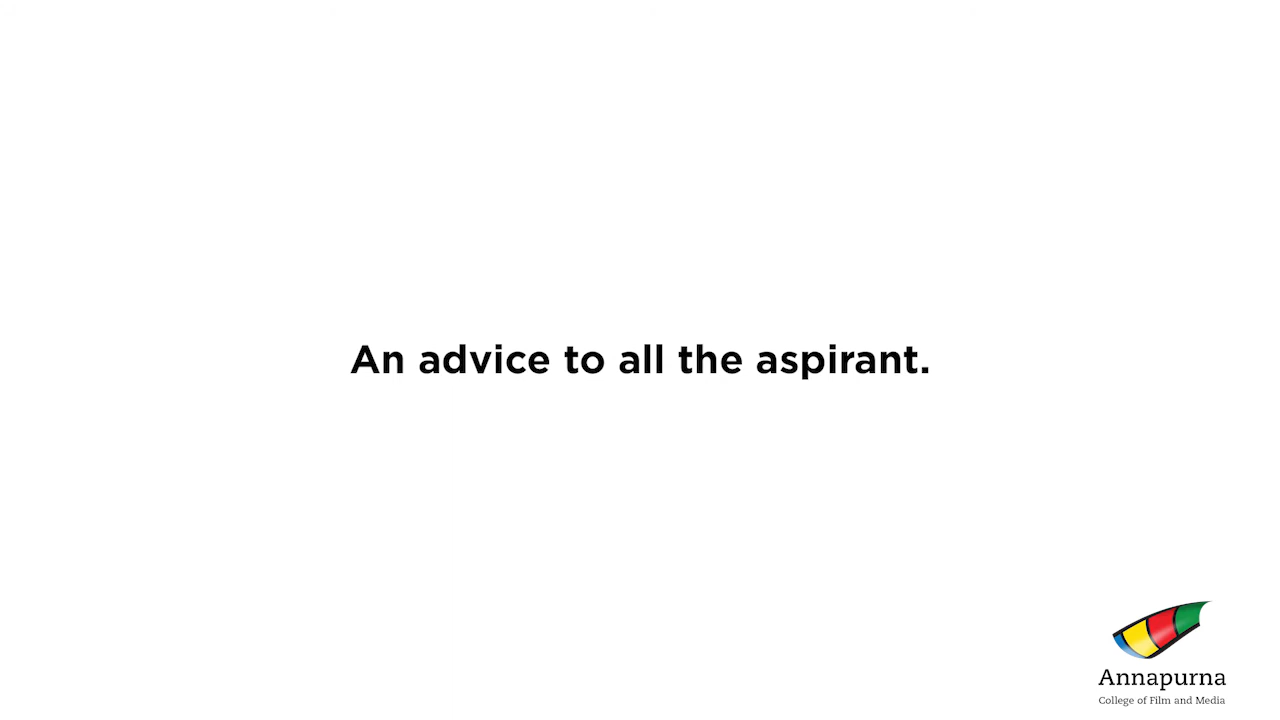 An advice to all the aspirant.
Annapurna
College of Film and Media